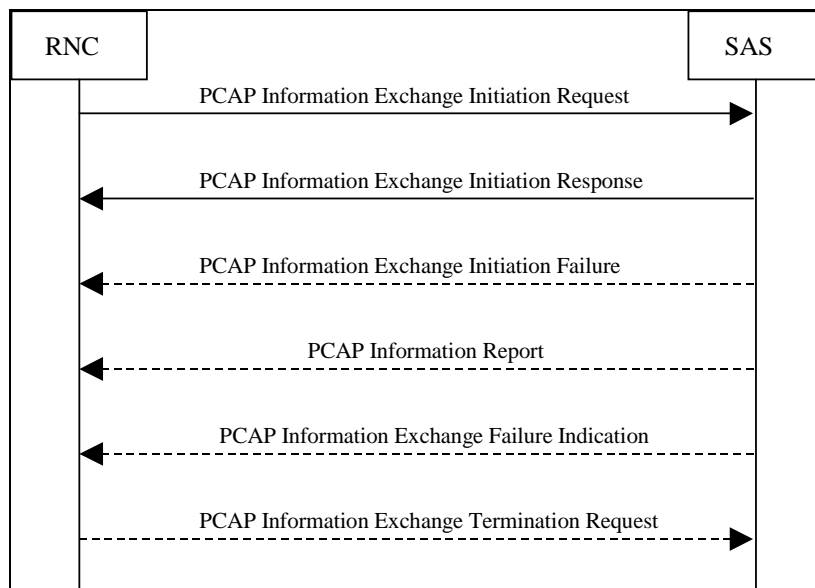 RNC
SAS
PCAP Information Exchange Initiation Request
PCAP Information Exchange Initiation Response
PCAP Information Exchange Initiation Failure
PCAP Information Report
PCAP Information Exchange Failure Indication
PCAP Information Exchange Termination Request